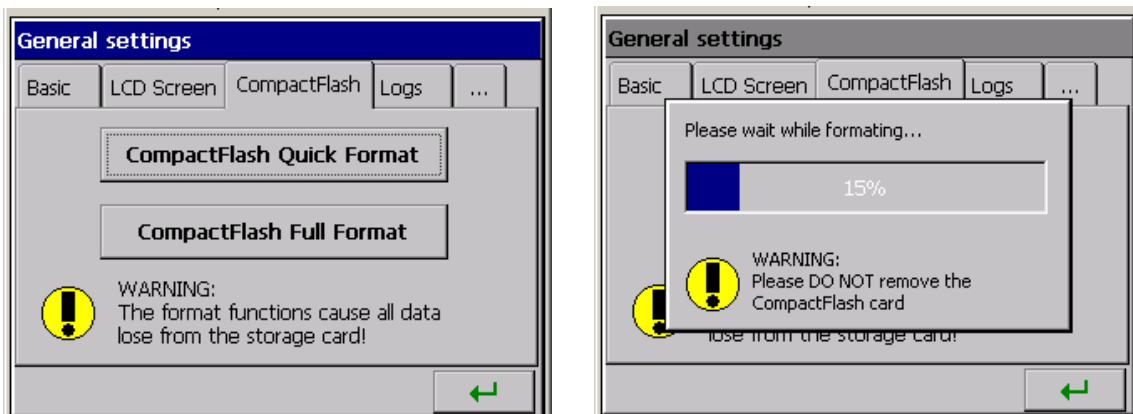 General settings
Basic LCD Screen CompactFlash Logs ...
CompactFlash Quick Format
CompactFlash Full Format
WARNING:
The format functions cause all data
lose from the storage card!
General settings
Basic LCD Screen CompactFlash Logs ...
Please wait while formating...
15%
WARNING:
Please DO NOT remove the
CompactFlash card
lose from the storage card!